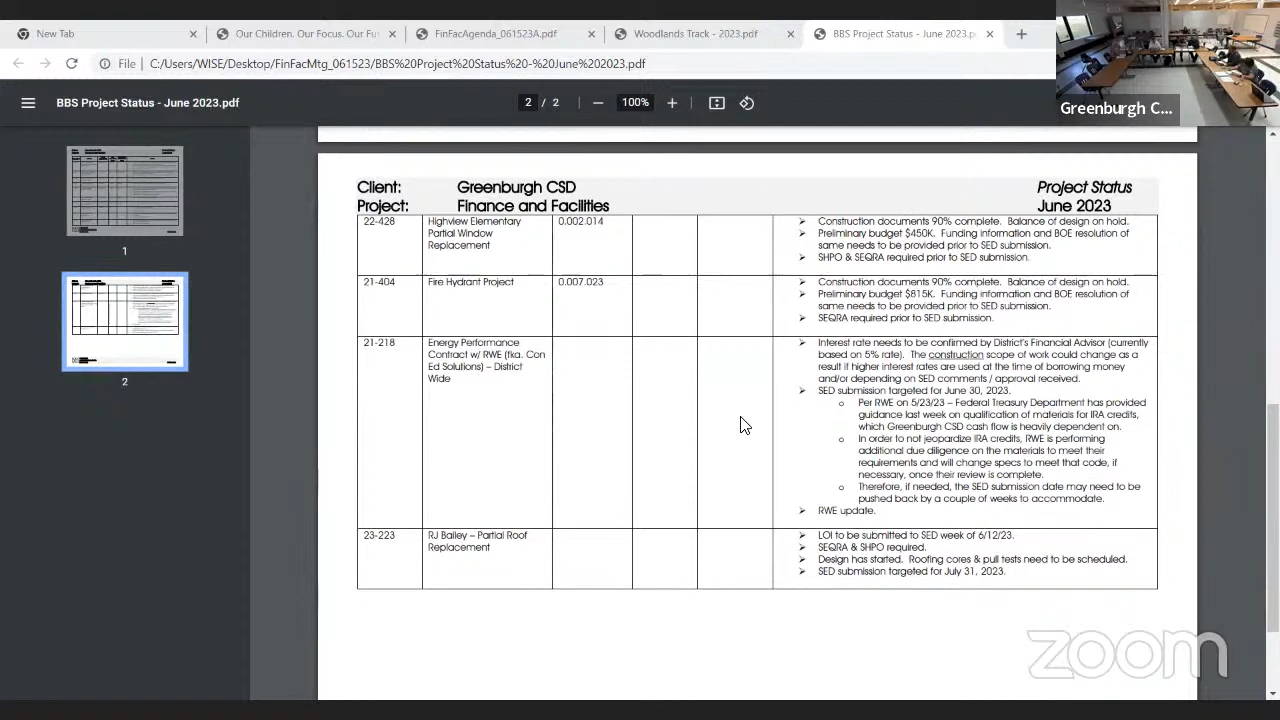 New Tab
Our Children. Our Focus. Our Fu
FinFacAgenda_061523A.pdf
Woodlands Track - 2023.pdf
BBS Project Status - June 2023.p
File
C:/Users/WISE/Desktop/FinFacMtg_061523/BBS%20Project%20Status%20-%20June%202023.pdf
Greenburgh C...
BBS Project Status - June 2023.pdf
2 / 2
100%
1
2
Client: Greenburgh CSD Project Status
Project: Finance and Facilities June 2023
22-428
Highview Elementary
Partial Window
Replacement
0.002.014
Construction documents 90% complete. Balance of design on hold.
Preliminary budget $450K. Funding information and BOE resolution of
same needs to be provided prior to SED submission.
SHPO & SEQRA required prior to SED submission.
21-404
Fire Hydrant Project
0.007.023
Construction documents 90% complete. Balance of design on hold.
Preliminary budget $815K. Funding information and BOE resolution of
same needs to be provided prior to SED submission.
SEQRA required prior to SED submission.
21-218
Energy Performance
Contract w/ RWE (fka. Con
Ed Solutions) – District
Wide
Interest rate needs to be confirmed by District's Financial Advisor (currently
based on 5% rate). The construction scope of work could change as a
result if higher interest rates are used at the time of borrowing money
and/or depending on SED comments / approval received.
SED submission targeted for June 30, 2023.
o Per RWE on 5/23/23 – Federal Treasury Department has provided
guidance last week on qualification of materials for IRA credits,
which Greenburgh CSD cash flow is heavily dependent on.
o In order to not jeopardize IRA credits, RWE is performing
additional due diligence on the materials to meet their
requirements and will change specs to meet that code, if
necessary, once their review is complete.
o Therefore, if needed, the SED submission date may need to be
pushed back by a couple of weeks to accommodate.
RWE update.
23-223
RJ Bailey – Partial Roof
Replacement
LOI to be submitted to SED week of 6/12/23.
SEQRA & SHPO required.
Design has started. Roofing cores & pull tests need to be scheduled.
SED submission targeted for July 31, 2023.
zoom